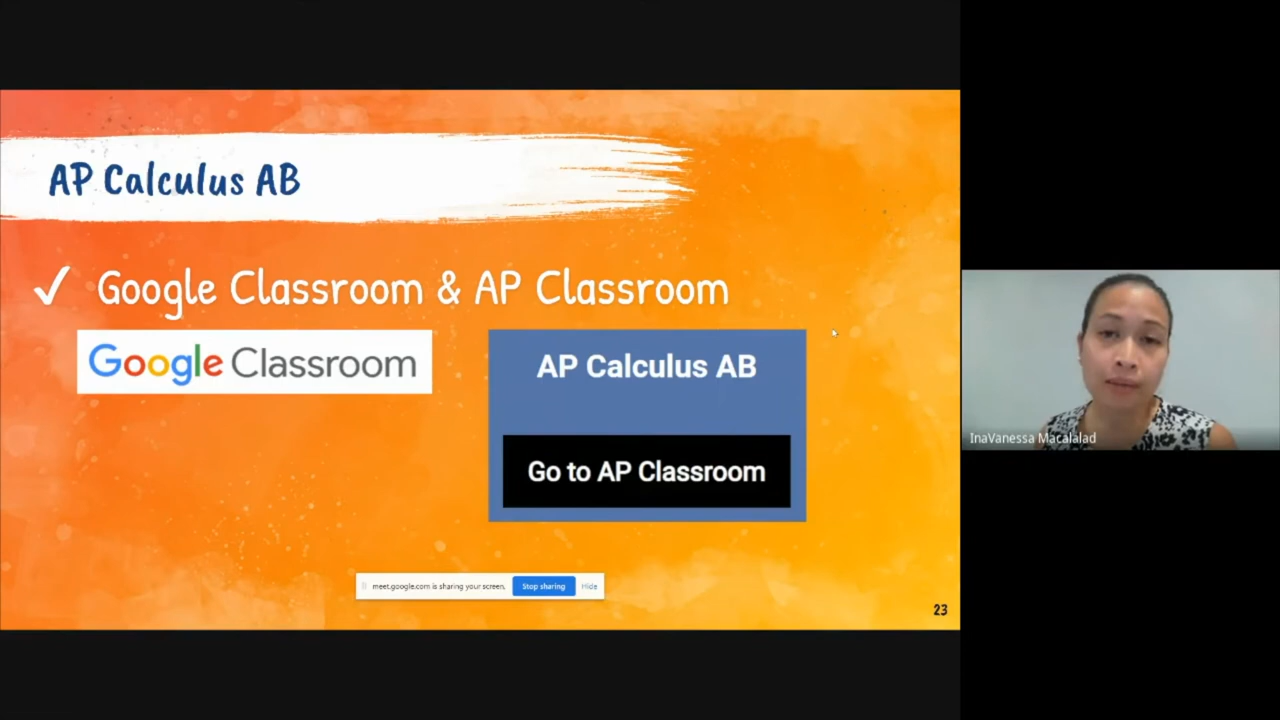 AP Calculus AB
✓ Google Classroom & AP Classroom
Google Classroom
AP Calculus AB
Go to AP Classroom
meet.google.com is sharing your screen.
Stop sharing
Hide
23
InaVanessa Macalalad